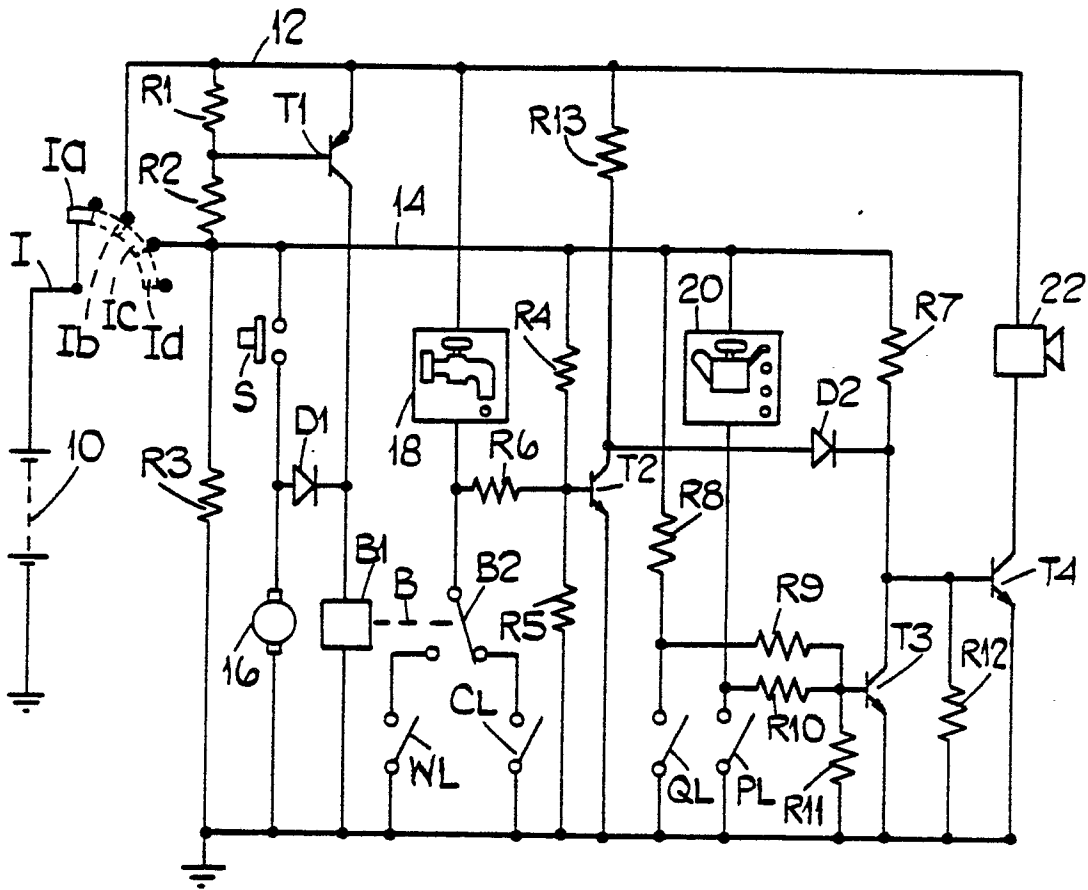 12
R1
T1
R13
Ia
R2
14
I
20
R7
22
Ib
Ic
Id
R4
S
18
D1
D2
10
R3
R6
T2
R8
B1
B
B2
T4
R5
R9
T3
R12
16
CL
R10
WL
QL
PL
R11